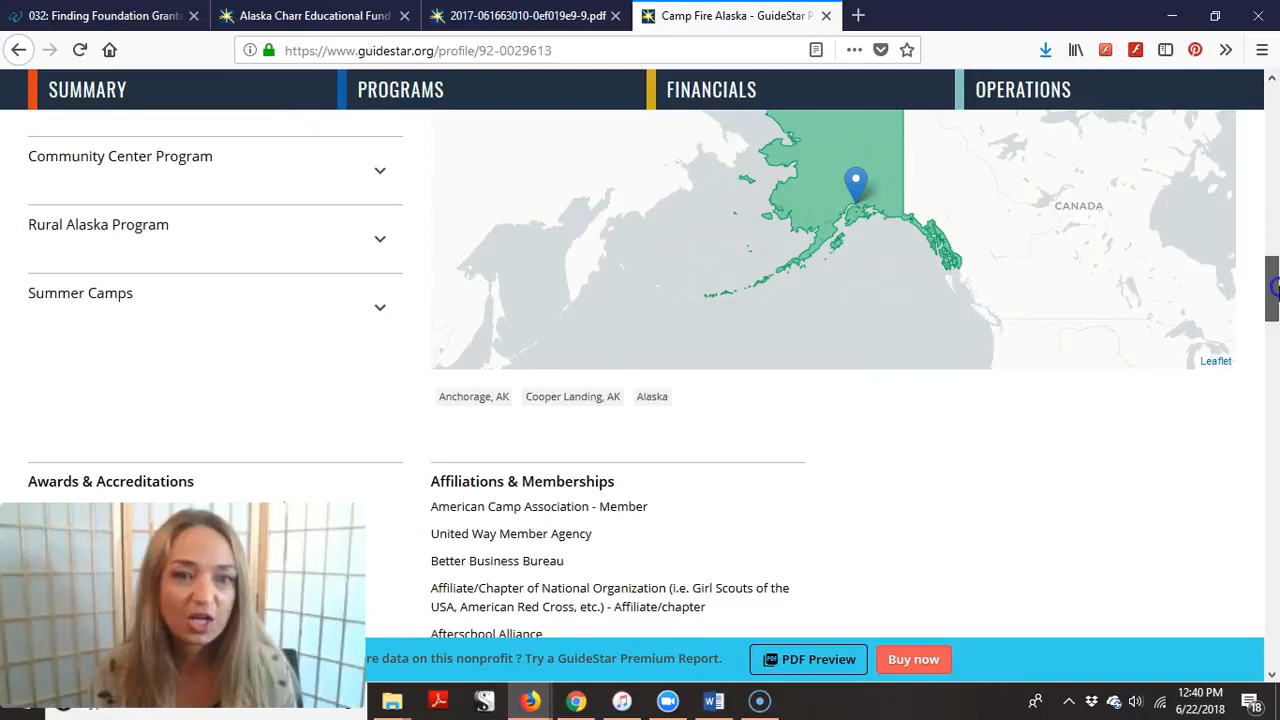 032: Finding Foundation Grants
Alaska Charr Educational Fund
2017-061663010-0ef019e9-9.pdf
Camp Fire Alaska - GuideStar P
https://www.guidestar.org/profile/92-0029613
SUMMARY
PROGRAMS
FINANCIALS
OPERATIONS
Community Center Program
Rural Alaska Program
Summer Camps
CANADA
Leaflet
Anchorage, AK
Cooper Landing, AK
Alaska
Awards & Accreditations
Affiliations & Memberships
American Camp Association - Member
United Way Member Agency
Better Business Bureau
Affiliate/Chapter of National Organization (i.e. Girl Scouts of the
USA, American Red Cross, etc.) - Affiliate/chapter
Afterschool Alliance
re data on this nonprofit ? Try a GuideStar Premium Report.
PDF Preview
Buy now
12:40 PM
6/22/2018
18